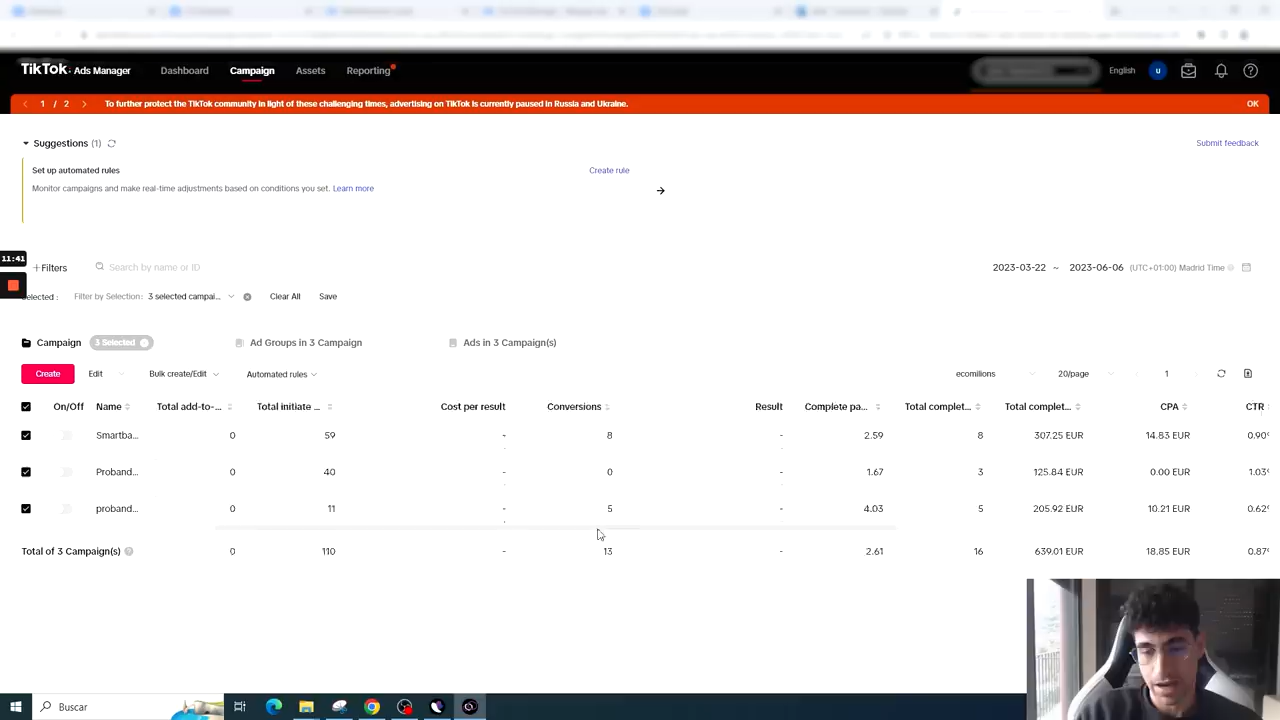 TikTok: Ads Manager Dashboard Campaign Assets Reporting English U
1 / 2 To further protect the TikTok community in light of these challenging times, advertising on TikTok is currently paused in Russia and Ukraine. OK
Suggestions (1) Submit feedback
Set up automated rules Create rule
Monitor campaigns and make real-time adjustments based on conditions you set. Learn more
11:41
+Filters Search by name or ID 2023-03-22 ~ 2023-06-06 (UTC+01:00) Madrid Time
elected : Filter by Selection: 3 selected campai... Clear All Save
Campaign 3 Selected Ad Groups in 3 Campaign Ads in 3 Campaign(s)
Create Edit Bulk create/Edit Automated rules ecomilions 20/page 1
On/Off Name Total add-to-... Total initiate ... Cost per result Conversions Result Complete pa... Total complet... Total complet... CPA CTR
Smartba... 0 59 - 8 - 2.59 8 307.25 EUR 14.83 EUR 0.90%
Proband... 0 40 - 0 - 1.67 3 125.84 EUR 0.00 EUR 1.03%
proband... 0 11 - 5 - 4.03 5 205.92 EUR 10.21 EUR 0.62%
Total of 3 Campaign(s) 0 110 - 13 - 2.61 16 639.01 EUR 18.85 EUR 0.87%
Buscar